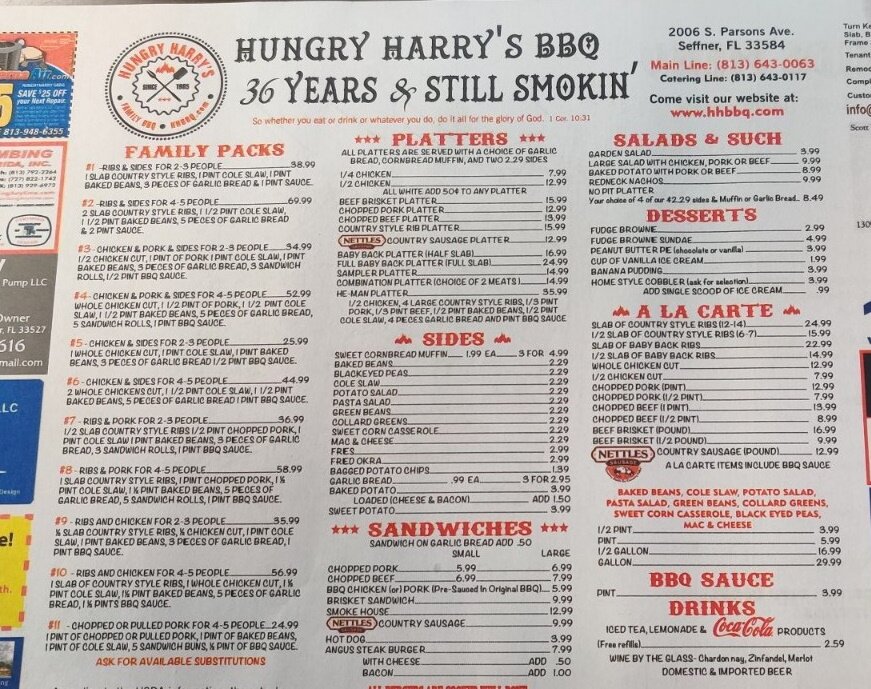 HUNGRY HARRY'S
SINCE 1985
FAMILY BBQ • hhbbq.com
HUNGRY HARRY'S BBQ
36 YEARS & STILL SMOKIN'
So whether you eat or drink or whatever you do, do it all for the glory of God. 1 Cor. 10:31
2006 S. Parsons Ave.
Seffner, FL 33584
Main Line: (813) 643-0063
Catering Line: (813) 643-0117
Come visit our website at:
www.hhbbq.com
FAMILY PACKS
#1 -RIBS & SIDES FOR 2-3 PEOPLE 38.99
1 SLAB COUNTRY STYLE RIBS, 1 PINT COLE SLAW, 1 PINT
BAKED BEANS, 3 PIECES OF GARLIC BREAD & 1 PINT SAUCE.
#2 - RIBS & SIDES FOR 4-5 PEOPLE 69.99
2 SLAB COUNTRY STYLE RIBS, 1 1/2 PINT COLE SLAW,
1 1/2 PINT BAKED BEANS, 5 PIECES OF GARLIC BREAD
& 2 PINT SAUCE.
#3 - CHICKEN & PORK & SIDES FOR 2-3 PEOPLE 34.99
1/2 CHICKEN CUT, 1 PINT OF PORK 1 PINT COLE SLAW, 1 PINT
BAKED BEANS, 3 PIECES OF GARLIC BREAD, 3 SANDWICH
ROLLS, 1/2 PINT BBQ SAUCE.
#4 - CHICKEN & PORK & SIDES FOR 4-5 PEOPLE 52.99
WHOLE CHICKEN CUT, 1 1/2 PINT OF PORK, 1 1/2 PINT COLE
SLAW, 1 1/2 PINT BAKED BEANS, 5 PIECES OF GARLIC BREAD,
5 SANDWICH ROLLS, 1 PINT BBQ SAUCE.
#5 - CHICKEN & SIDES FOR 2-3 PEOPLE 25.99
1 WHOLE CHICKEN CUT, 1 PINT COLE SLAW, 1 PINT BAKED
BEANS, 3 PIECES OF GARLIC BREAD 1/2 PINT BBQ SAUCE.
#6 - CHICKEN & SIDES FOR 4-5 PEOPLE 44.99
2 WHOLE CHICKENS CUT, 1 1/2 PINT COLE SLAW, 1 1/2 PINT
BAKED BEANS, 5 PIECES OF GARLIC BREAD 1 PINT BBQ SAUCE.
#7 - RIBS & PORK FOR 2-3 PEOPLE 36.99
1/2 SLAB COUNTRY STYLE RIBS 1/2 PINT CHOPPED PORK, 1
PINT COLE SLAW 1 PINT BAKED BEANS, 3 PIECES OF GARLIC
BREAD, 3 SANDWICH ROLLS, 1 PINT BBQ SAUCE.
#8 - RIBS & PORK FOR 4-5 PEOPLE 58.99
1 SLAB COUNTRY STYLE RIBS, 1 PINT CHOPPED PORK, 1 ½
PINT COLE SLAW, 1 ½ PINT BAKED BEANS, 5 PIECES OF
GARLIC BREAD, 5 SANDWICH ROLLS, 1 PINT BBQ SAUCE.
#9 - RIBS AND CHICKEN FOR 2-3 PEOPLE 35.99
½ SLAB COUNTRY STYLE RIBS, ½ CHICKEN CUT, 1 PINT COLE
SLAW, 1 PINT BAKED BEANS, 3 PIECES OF GARLIC BREAD, 1
PINT BBQ SAUCE.
#10 - RIBS AND CHICKEN FOR 4-5 PEOPLE 56.99
1 SLAB OF COUNTRY STYLE RIBS, 1 WHOLE CHICKEN CUT, 1 ½
PINT COLE SLAW, 1½ PINT BAKED BEANS, 5 PIECES OF GARLIC
BREAD, 1 ½ PINTS BBQ SAUCE.
#11 - CHOPPED OR PULLED PORK FOR 4-5 PEOPLE 24.99
1 PINT OF CHOPPED OR PULLED PORK, 1 PINT OF BAKED BEANS,
1 PINT OF COLE SLAW, 5 SANDWICH BUNS, ½ PINT OF BBQ SAUCE.
ASK FOR AVAILABLE SUBSTITUTIONS
PLATTERS
ALL PLATTERS ARE SERVED WITH A CHOICE OF GARLIC
BREAD, CORNBREAD MUFFIN, AND TWO 2.29 SIDES
1/4 CHICKEN 7.99
1/2 CHICKEN 12.99
ALL WHITE ADD 50¢ TO ANY PLATTER
BEEF BRISKET PLATTER 15.99
CHOPPED PORK PLATTER 12.99
CHOPPED BEEF PLATTER 13.99
COUNTRY STYLE RIB PLATTER 15.99
NETTLES COUNTRY SAUSAGE PLATTER 12.99
BABY BACK PLATTER (HALF SLAB) 16.99
FULL BABY BACK PLATTER (FULL SLAB) 24.99
SAMPLER PLATTER 14.99
COMBINATION PLATTER (CHOICE OF 2 MEATS) 14.99
HE-MAN PLATTER 35.99
1/2 CHICKEN, 4 LARGE COUNTRY STYLE RIBS, 1/3 PINT
PORK, 1/3 PINT BEEF, 1/2 PINT BAKED BEANS, 1/2 PINT
COLE SLAW, 4 PIECES GARLIC BREAD AND PINT BBQ SAUCE
SIDES
SWEET CORNBREAD MUFFIN 1.99 EA. 3 FOR 4.99
BAKED BEANS 2.29
BLACKEYED PEAS 2.29
COLE SLAW 2.29
POTATO SALAD 2.29
PASTA SALAD 2.29
GREEN BEANS 2.29
COLLARD GREENS 2.29
SWEET CORN CASSEROLE 2.29
MAC & CHEESE 2.29
FRIES 2.99
FRIED OKRA 2.99
BAGGED POTATO CHIPS 1.39
GARLIC BREAD .99 EA. 3 FOR 2.95
BAKED POTATO 3.99
LOADED (CHEESE & BACON) ADD 1.50
SWEET POTATO 3.99
SANDWICHES
SANDWICH ON GARLIC BREAD ADD .50
SMALL LARGE
CHOPPED PORK 5.99 6.99
CHOPPED BEEF 6.99 7.99
BBQ CHICKEN (or) PORK (Pre-Sauced In Original BBQ) 5.99
BRISKET SANDWICH 9.99
SMOKE HOUSE 12.99
NETTLES COUNTRY SAUSAGE 9.99
HOT DOG 3.99
ANGUS STEAK BURGER 7.99
WITH CHEESE ADD .50
BACON ADD 1.00
SALADS & SUCH
GARDEN SALAD 3.99
LARGE SALAD WITH CHICKEN, PORK OR BEEF 9.99
BAKED POTATO WITH PORK OR BEEF 8.99
REDNECK NACHOS 9.99
NO PIT PLATTER
Your choice of 4 our of 2.29 sides & Muffin or Garlic Bread 8.49
DESSERTS
FUDGE BROWNIE 2.99
FUDGE BROWNIE SUNDAE 4.99
PEANUT BUTTER PIE (chocolate or vanilla) 3.99
CUP OF VANILLA ICE CREAM 1.99
BANANA PUDDING 3.99
HOME STYLE COBBLER (ask for selection) 3.99
ADD SINGLE SCOOP OF ICE CREAM .99
A LA CARTE
SLAB OF COUNTRY STYLE RIBS (12-14) 24.99
1/2 SLAB OF COUNTRY STYLE RIBS (6-7) 15.99
SLAB OF BABY BACK RIBS 22.99
1/2 SLAB OF BABY BACK RIBS 14.99
WHOLE CHICKEN CUT 12.99
1/2 CHICKEN CUT 7.99
CHOPPED PORK (PINT) 12.99
CHOPPED PORK (1/2 PINT) 7.99
CHOPPED BEEF (1 PINT) 13.99
CHOPPED BEEF (1/2 PINT) 8.99
BEEF BRISKET (POUND) 16.99
BEEF BRISKET (1/2 POUND) 9.99
NETTLES SAUSAGE COUNTRY SAUSAGE (POUND) 12.99
A LA CARTE ITEMS INCLUDE BBQ SAUCE
BAKED BEANS, COLE SLAW, POTATO SALAD,
PASTA SALAD, GREEN BEANS, COLLARD GREENS,
SWEET CORN CASSEROLE, BLACK EYED PEAS,
MAC & CHEESE
1/2 PINT 3.99
PINT 5.99
1/2 GALLON 16.99
GALLON 29.99
BBQ SAUCE
PINT 3.99
DRINKS
ICED TEA, LEMONADE & Coca-Cola PRODUCTS
(Free refills) 2.59
WINE BY THE GLASS- Chardonnay, Zinfandel, Merlot
DOMESTIC & IMPORTED BEER
SAVE $25 OFF
your Next Repair.
813-948-6355
Pump LLC
Owner
FL 33527
616
mail.com
LLC
Design
e!
th.
Turn Ke
Slab, B
Frame
Tenant
Remod
Compl
Custo
info@
Scott